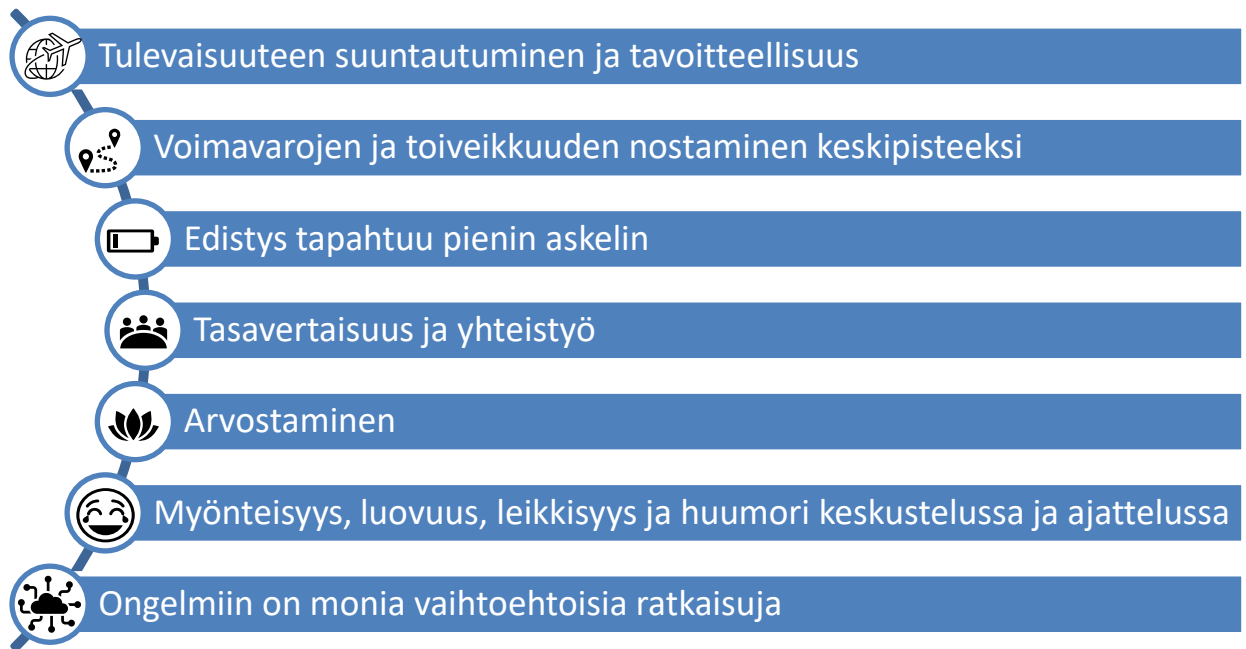 Tulevaisuuteen suuntautuminen ja tavoitteellisuus
Voimavarojen ja toiveikkuuden nostaminen keskipisteeksi
Edistys tapahtuu pienin askelin
Tasavertaisuus ja yhteistyö
Arvostaminen
Myönteisyys, luovuus, leikkisyys ja huumori keskustelussa ja ajattelussa
Ongelmiin on monia vaihtoehtoisia ratkaisuja